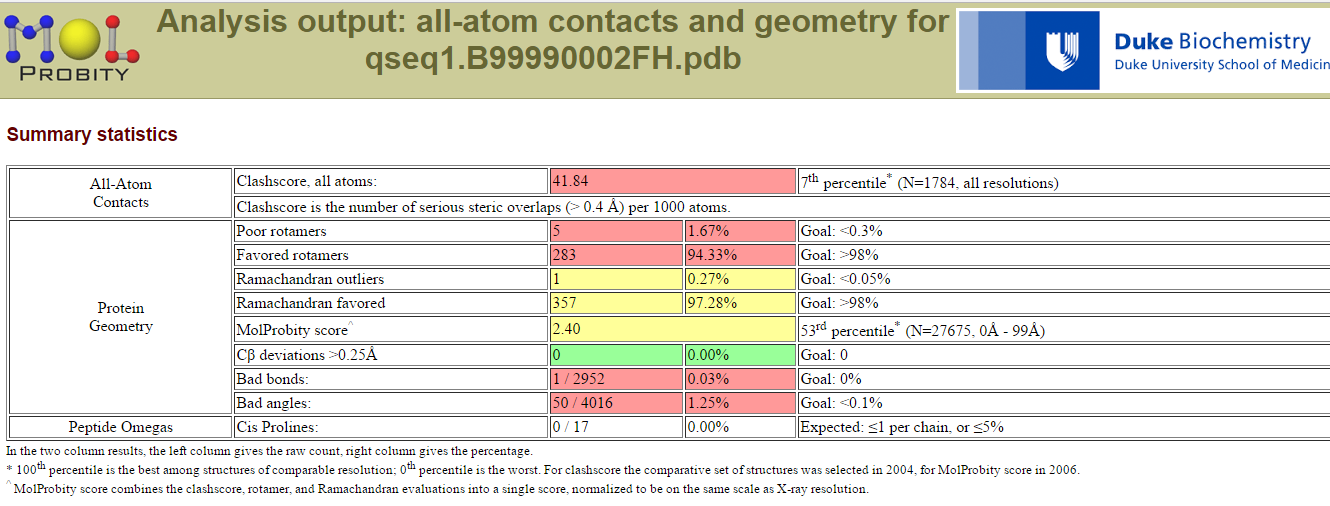 MOL
PROBITY
Analysis output: all-atom contacts and geometry for
qseq1.B99990002FH.pdb
Duke Biochemistry
Duke University School of Medicin
Summary statistics
All-Atom
Contacts
Clashscore, all atoms: 41.84 7th percentile* (N=1784, all resolutions)
Clashscore is the number of serious steric overlaps (> 0.4 Å) per 1000 atoms.
Protein
Geometry
Poor rotamers 5 1.67% Goal: <0.3%
Favored rotamers 283 94.33% Goal: >98%
Ramachandran outliers 1 0.27% Goal: <0.05%
Ramachandran favored 357 97.28% Goal: >98%
MolProbity score^ 2.40 53rd percentile* (N=27675, 0Å - 99Å)
Cβ deviations >0.25Å 0 0.00% Goal: 0
Bad bonds: 1 / 2952 0.03% Goal: 0%
Bad angles: 50 / 4016 1.25% Goal: <0.1%
Peptide Omegas Cis Prolines: 0 / 17 0.00% Expected: ≤1 per chain, or ≤5%
In the two column results, the left column gives the raw count, right column gives the percentage.
* 100th percentile is the best among structures of comparable resolution; 0th percentile is the worst. For clashscore the comparative set of structures was selected in 2004, for MolProbity score in 2006.
^ MolProbity score combines the clashscore, rotamer, and Ramachandran evaluations into a single score, normalized to be on the same scale as X-ray resolution.